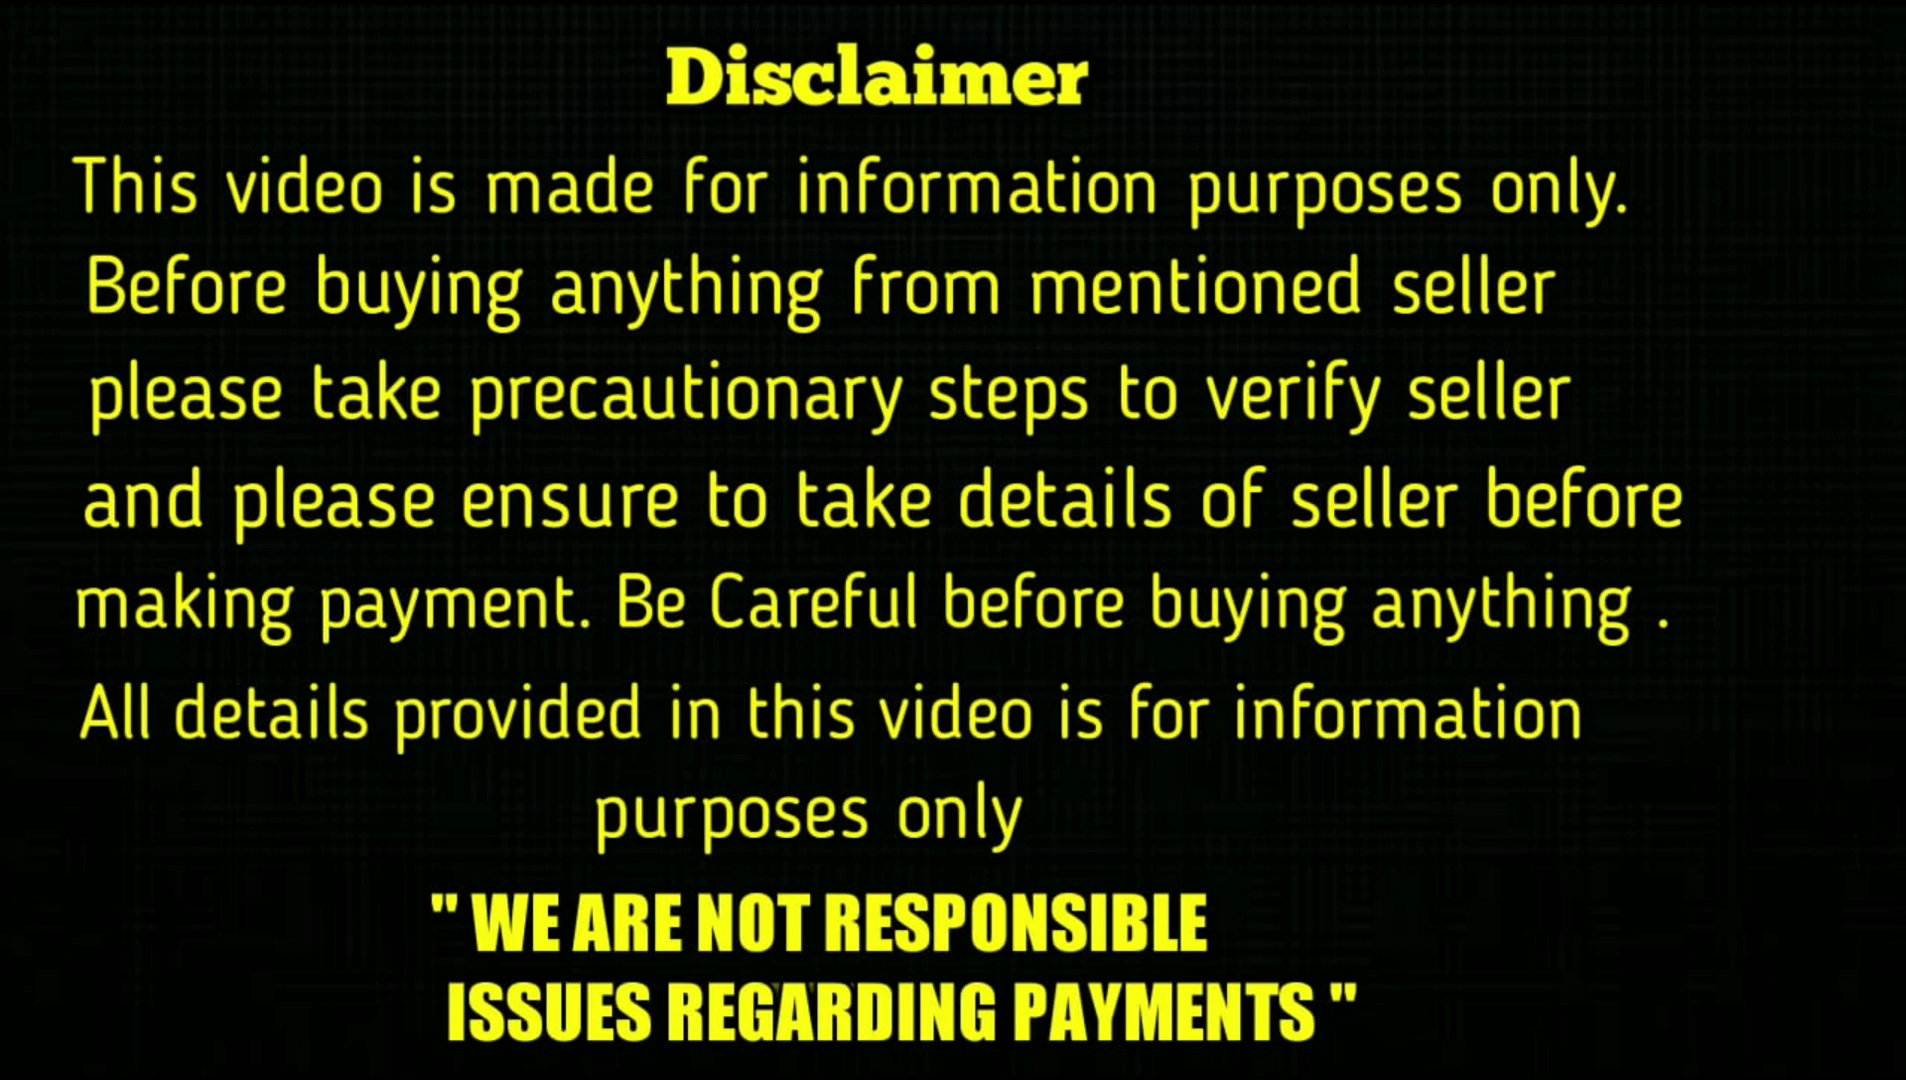 Disclaimer
This video is made for information purposes only.
Before buying anything from mentioned seller
please take precautionary steps to verify seller
and please ensure to take details of seller before
making payment. Be Careful before buying anything .
All details provided in this video is for information
purposes only
" WE ARE NOT RESPONSIBLE
ISSUES REGARDING PAYMENTS "